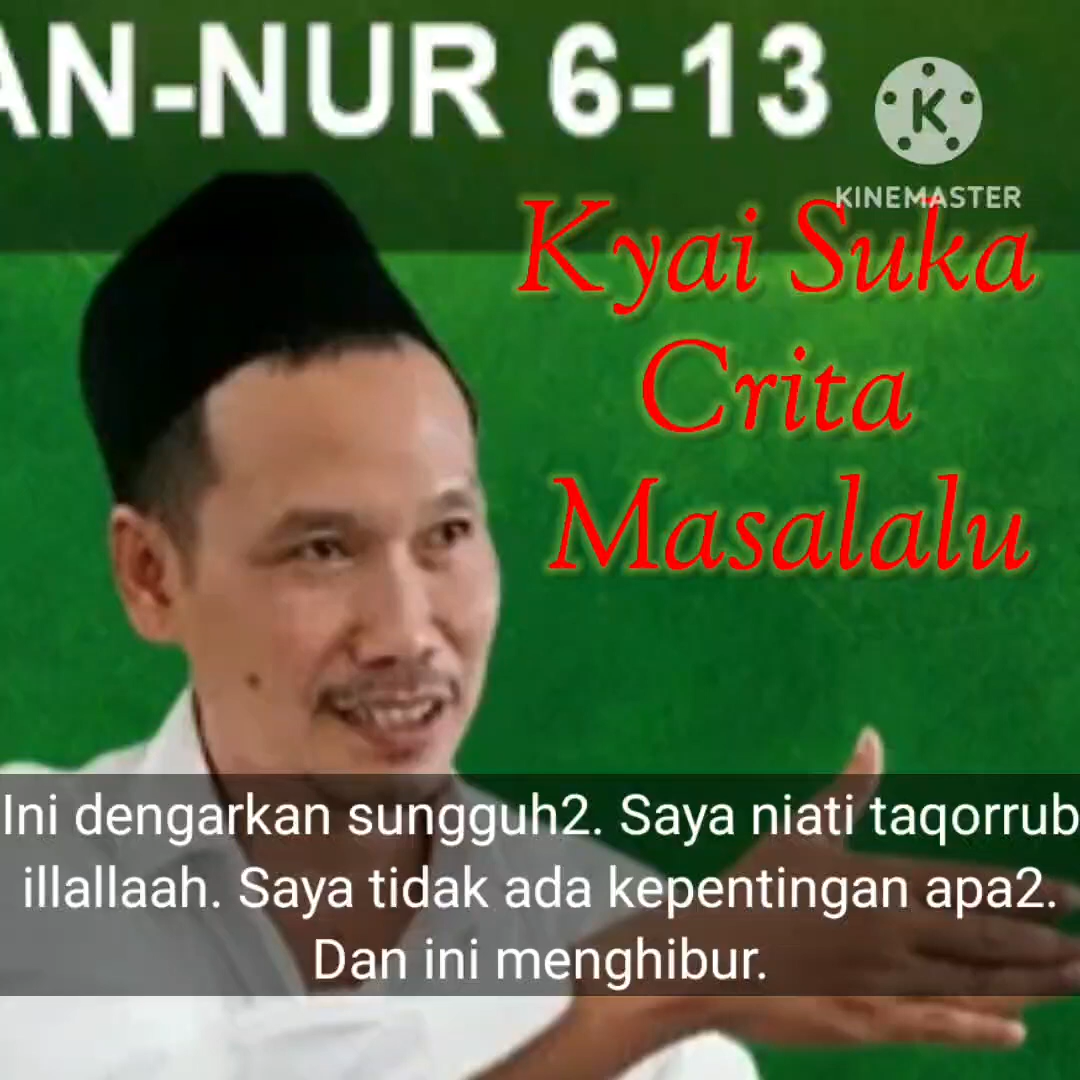 AN-NUR 6-13
K
KINEMASTER
Kyai Suka
Crita
Masalalu
Ini dengarkan sungguh2. Saya niati taqorrub
illallaah. Saya tidak ada kepentingan apa2.
Dan ini menghibur.